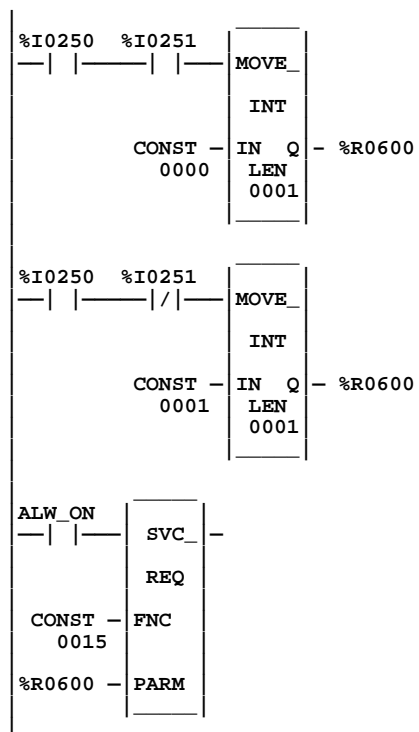 %I0250 %I0251
MOVE_
INT
CONST IN Q %R0600
0000 LEN
0001
%I0250 %I0251
/ MOVE_
INT
CONST IN Q %R0600
0001 LEN
0001
ALW_ON
SVC_
REQ
CONST FNC
0015
%R0600 PARM